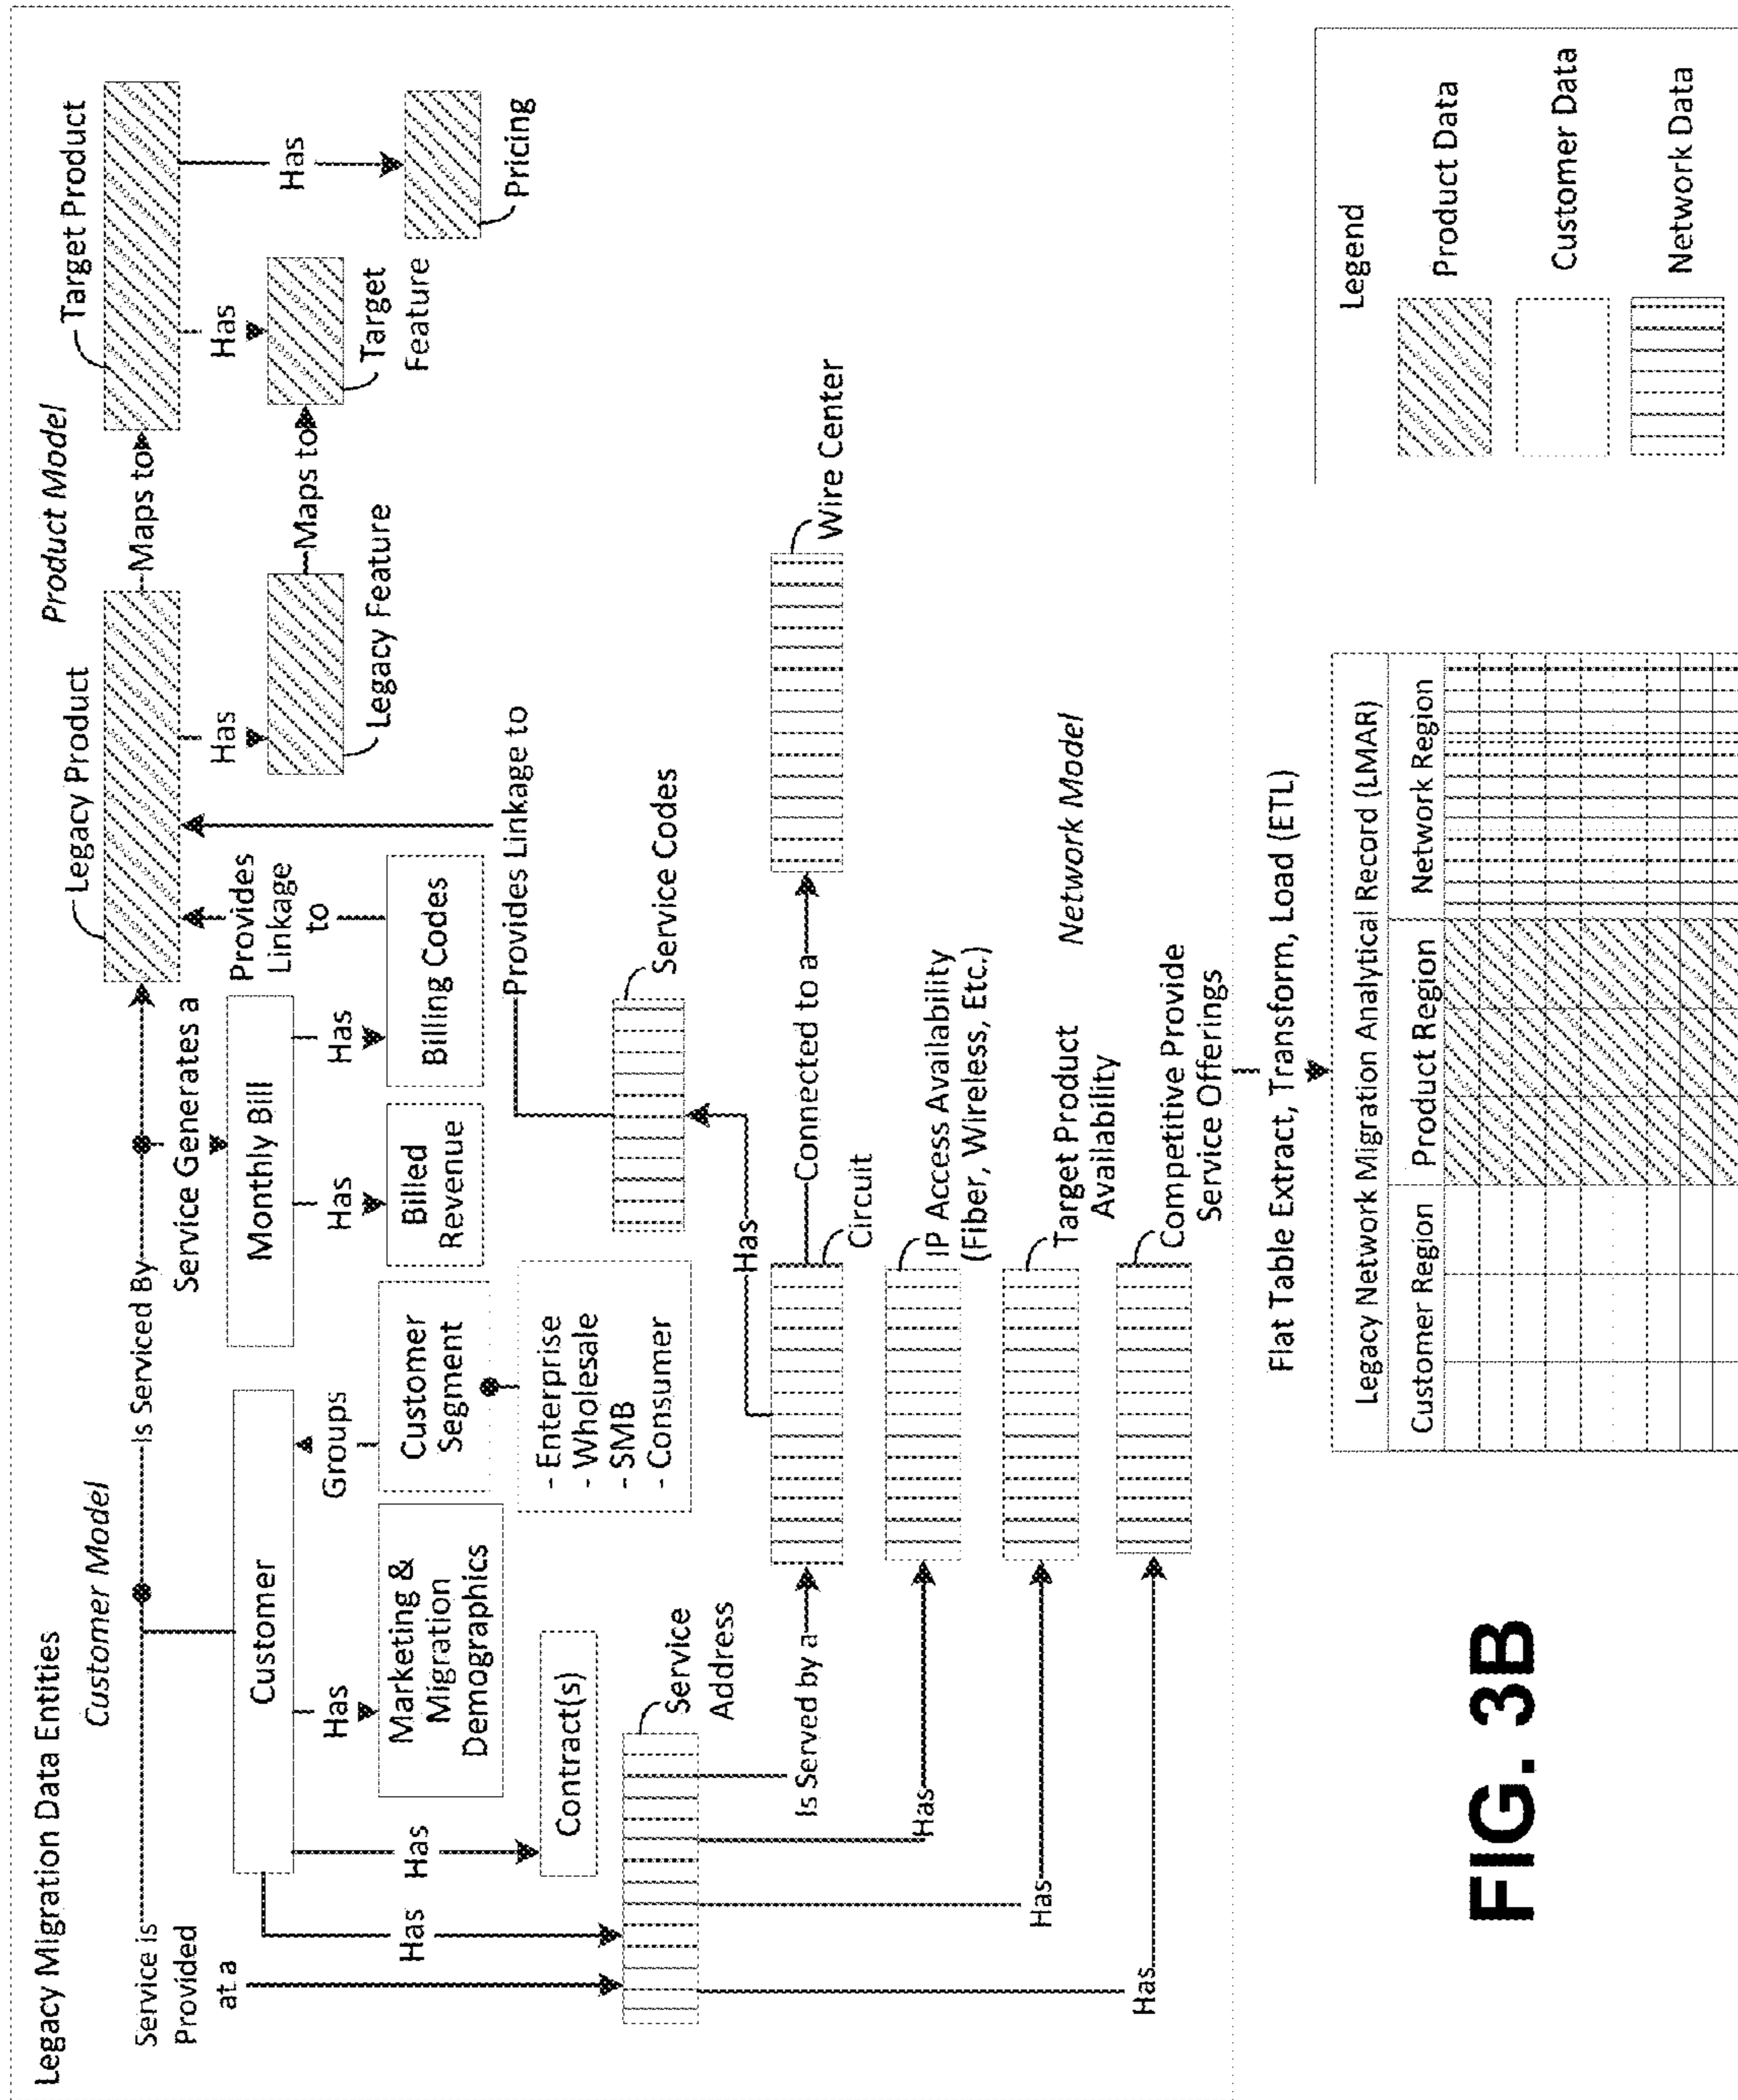 Legacy Migration Data Entities
Customer Model
Product Model
Service is
Provided
at a
Is Serviced By
Legacy Product
Maps to
Target Product
Customer
Service Generates a
Monthly Bill
Provides
Linkage
to
Has
Has
Has
Legacy Feature
Maps to
Target
Feature
Pricing
Has
Has
Has
Groups
Has
Has
Marketing &
Migration
Demographics
Customer
Segment
Billed
Revenue
Billing Codes
- Enterprise
- Wholesale
- SMB
- Consumer
Contract(s)
Provides Linkage to
Service
Address
Service Codes
Has
Is Served by a
Circuit
Connected to a
Wire Center
Has
IP Access Availability
(Fiber, Wireless, Etc.)
Has
Target Product
Availability
Network Model
Has
Competitive Provide
Service Offerings
Flat Table Extract, Transform, Load (ETL)
Legacy Network Migration Analytical Record (LMAR)
Customer Region
Product Region
Network Region
Legend
Product Data
Customer Data
Network Data
FIG. 3B